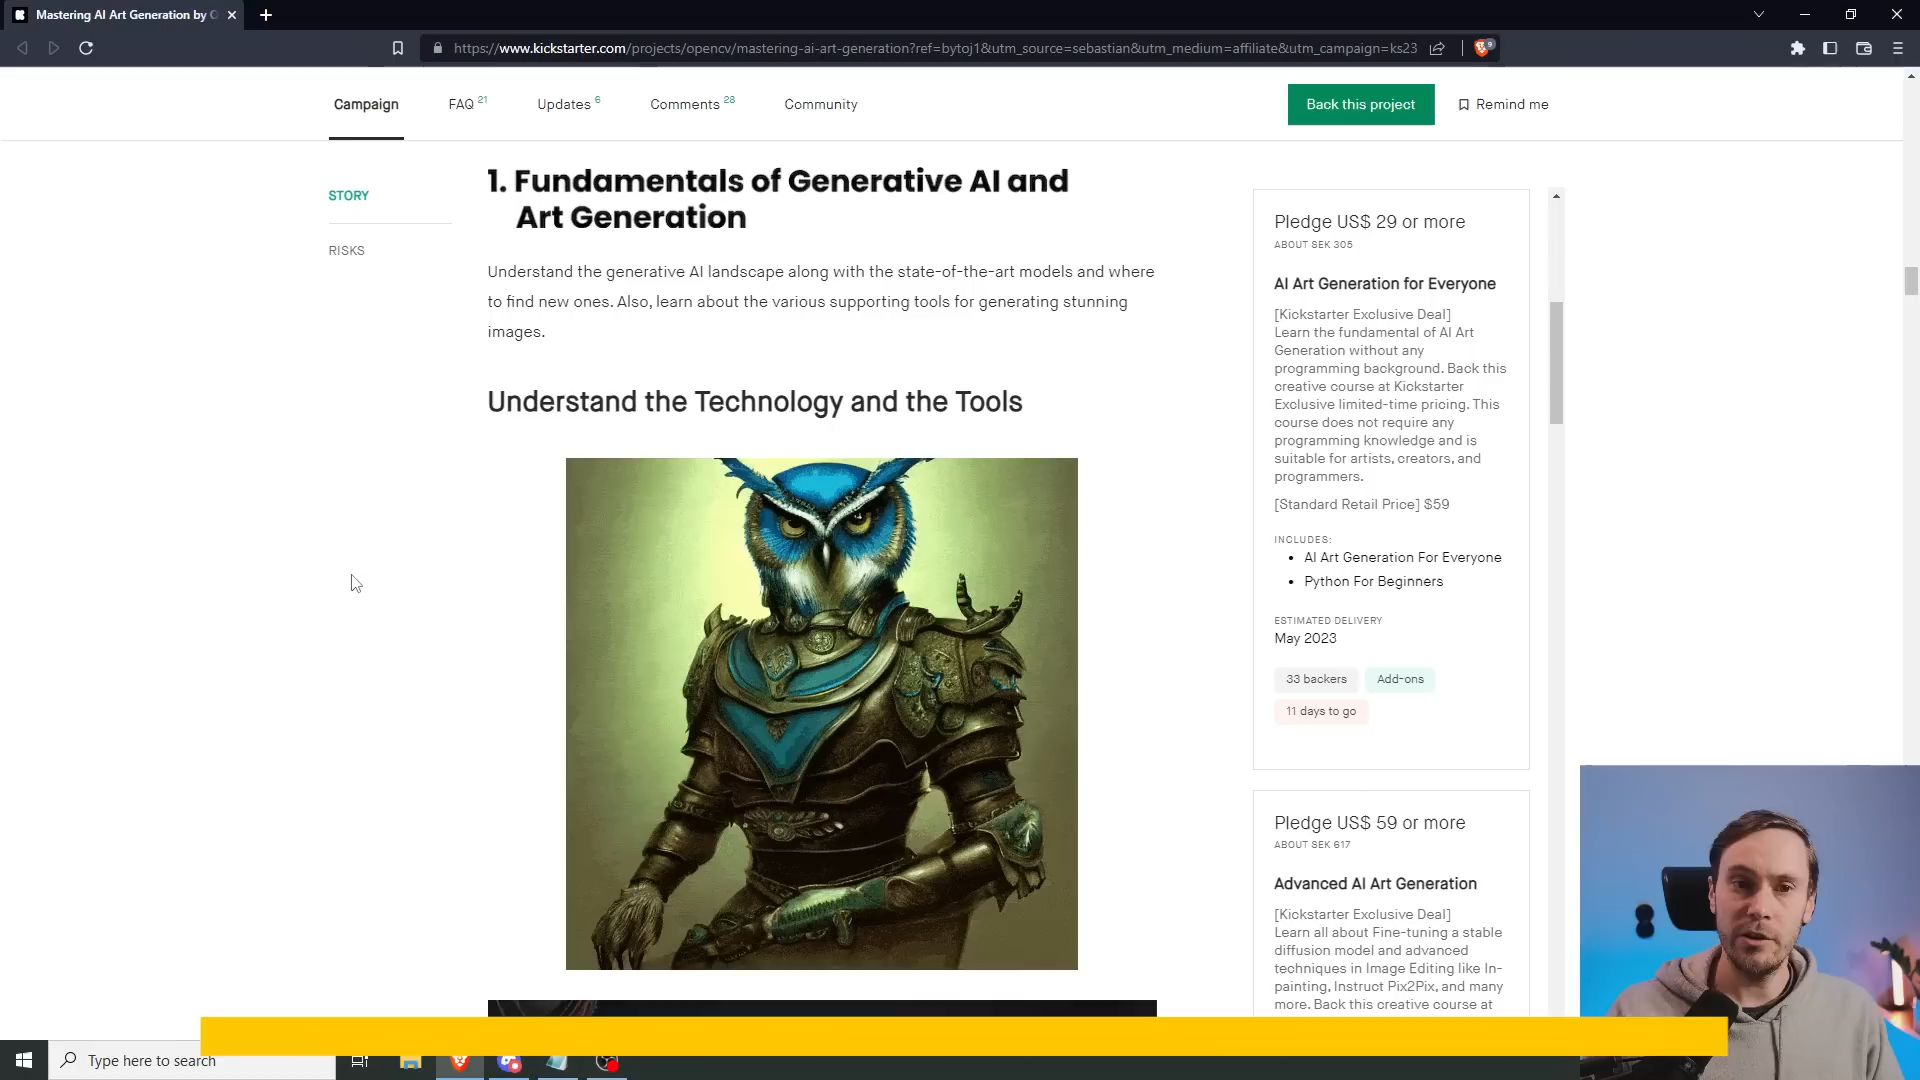 Mastering AI Art Generation by O
https://www.kickstarter.com/projects/opencv/mastering-ai-art-generation?ref=bytoj1&utm_source=sebastian&utm_medium=affiliate&utm_campaign=ks23
9
Campaign
FAQ 21
Updates 6
Comments 28
Community
Back this project
Remind me
STORY
RISKS
1. Fundamentals of Generative AI and
Art Generation
Understand the generative AI landscape along with the state-of-the-art models and where
to find new ones. Also, learn about the various supporting tools for generating stunning
images.
Understand the Technology and the Tools
Pledge US$ 29 or more
ABOUT SEK 305
AI Art Generation for Everyone
[Kickstarter Exclusive Deal]
Learn the fundamental of AI Art
Generation without any
programming background. Back this
creative course at Kickstarter
Exclusive limited-time pricing. This
course does not require any
programming knowledge and is
suitable for artists, creators, and
programmers.
[Standard Retail Price] $59
INCLUDES:
AI Art Generation For Everyone
Python For Beginners
ESTIMATED DELIVERY
May 2023
33 backers
Add-ons
11 days to go
Pledge US$ 59 or more
ABOUT SEK 617
Advanced AI Art Generation
[Kickstarter Exclusive Deal]
Learn all about Fine-tuning a stable
diffusion model and advanced
techniques in Image Editing like In-
painting, Instruct Pix2Pix, and many
more. Back this creative course at
Type here to search